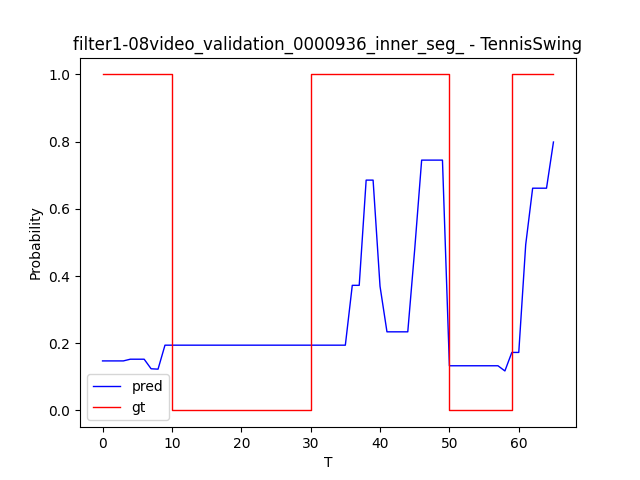 filter1-08video_validation_0000936_inner_seg_ - TennisSwing
1.0
0.8
0.6
0.4
0.2
0.0
Probability
pred
gt
0 10 20 30 40 50 60
T